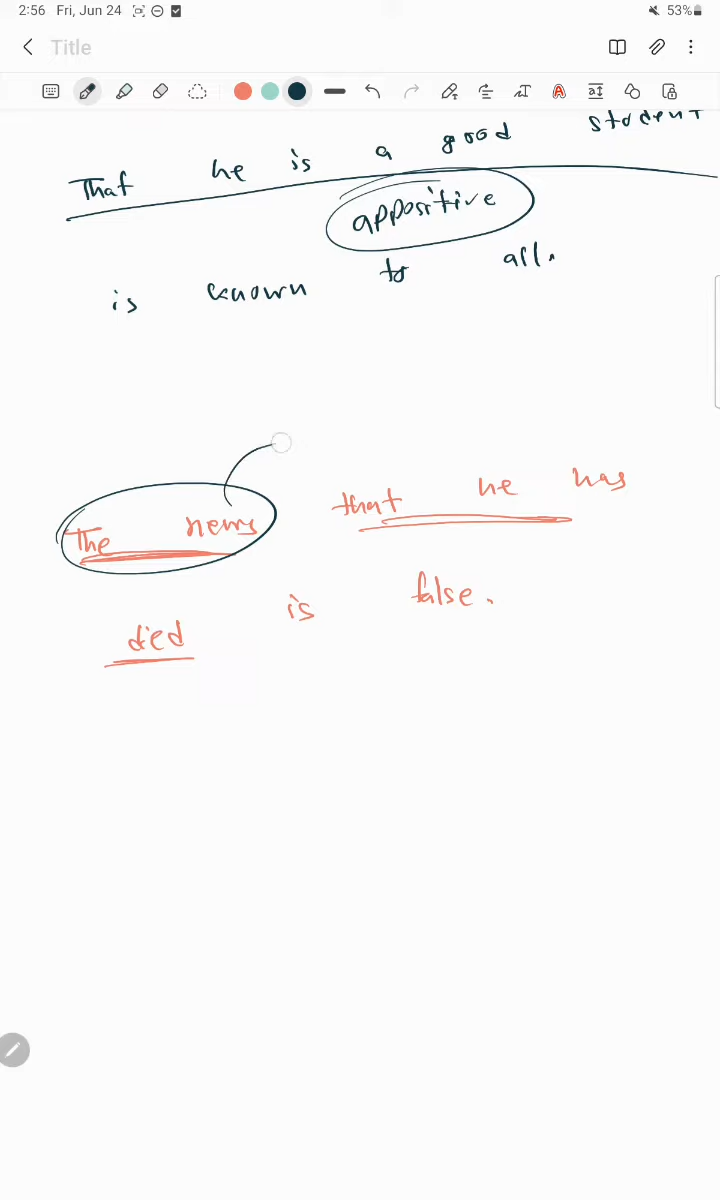 2:56 Fri, Jun 24 53%
Title
That he is a good student
appositive
is known to all.
The news that he has
died is false.